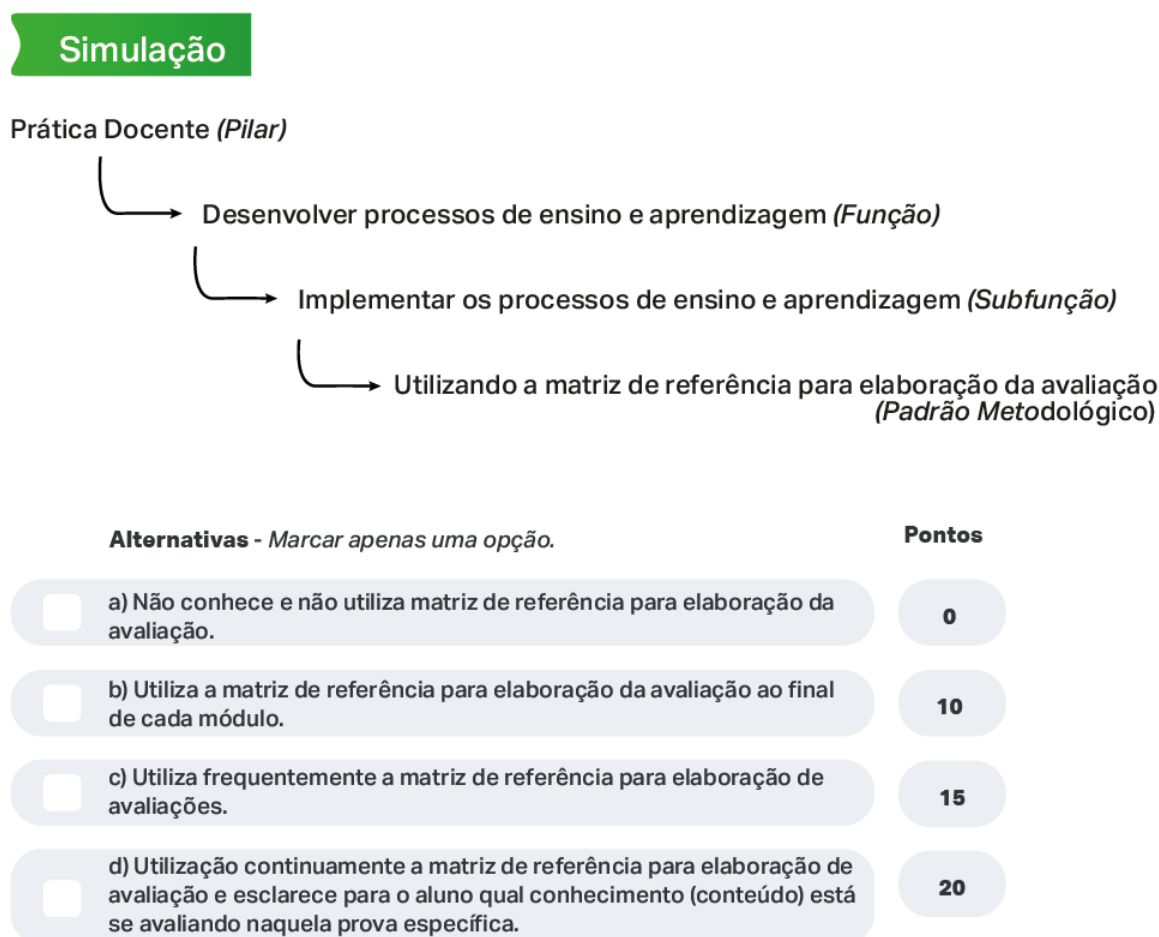 Simulação
Prática Docente (Pilar)
Desenvolver processos de ensino e aprendizagem (Função)
Implementar os processos de ensino e aprendizagem (Subfunção)
Utilizando a matriz de referência para elaboração da avaliação
(Padrão Metodológico)
Alternativas - Marcar apenas uma opção.
Pontos
a) Não conhece e não utiliza matriz de referência para elaboração da
avaliação.
0
b) Utiliza a matriz de referência para elaboração da avaliação ao final
de cada módulo.
10
c) Utiliza frequentemente a matriz de referência para elaboração de
avaliações.
15
d) Utilização continuamente a matriz de referência para elaboração de
avaliação e esclarece para o aluno qual conhecimento (conteúdo) está
se avaliando naquela prova específica.
20